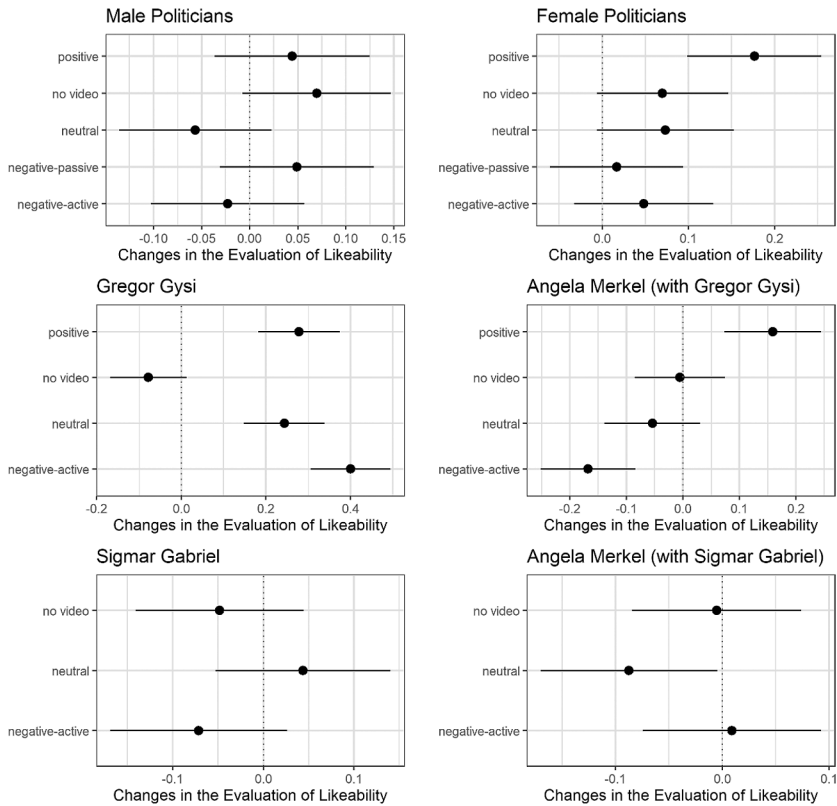 Male Politicians
positive
no video
neutral
negative-passive
negative-active
-0.10 -0.05 0.00 0.05 0.10 0.15
Changes in the Evaluation of Likeability
Female Politicians
positive
no video
neutral
negative-passive
negative-active
0.0 0.1 0.2
Changes in the Evaluation of Likeability
Gregor Gysi
positive
no video
neutral
negative-active
-0.2 0.0 0.2 0.4
Changes in the Evaluation of Likeability
Angela Merkel (with Gregor Gysi)
positive
no video
neutral
negative-active
-0.2 -0.1 0.0 0.1 0.2
Changes in the Evaluation of Likeability
Sigmar Gabriel
no video
neutral
negative-active
-0.1 0.0 0.1
Changes in the Evaluation of Likeability
Angela Merkel (with Sigmar Gabriel)
no video
neutral
negative-active
-0.1 0.0 0.1
Changes in the Evaluation of Likeability